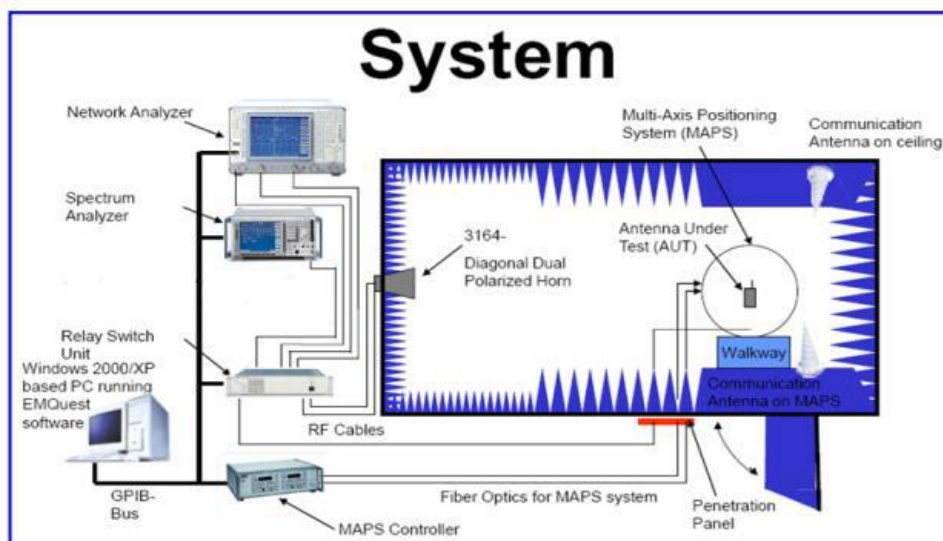 System
Network Analyzer
Multi-Axis Positioning
System (MAPS)
Communication
Antenna on ceiling
Spectrum
Analyzer
3164-
Diagonal Dual
Polarized Horn
Antenna Under
Test (AUT)
Relay Switch
Unit
Windows 2000/XP
based PC running
EMQuest
software
Walkway
Communication
Antenna on MAPS
RF Cables
GPIB-
Bus
MAPS Controller
Fiber Optics for MAPS system
Penetration
Panel